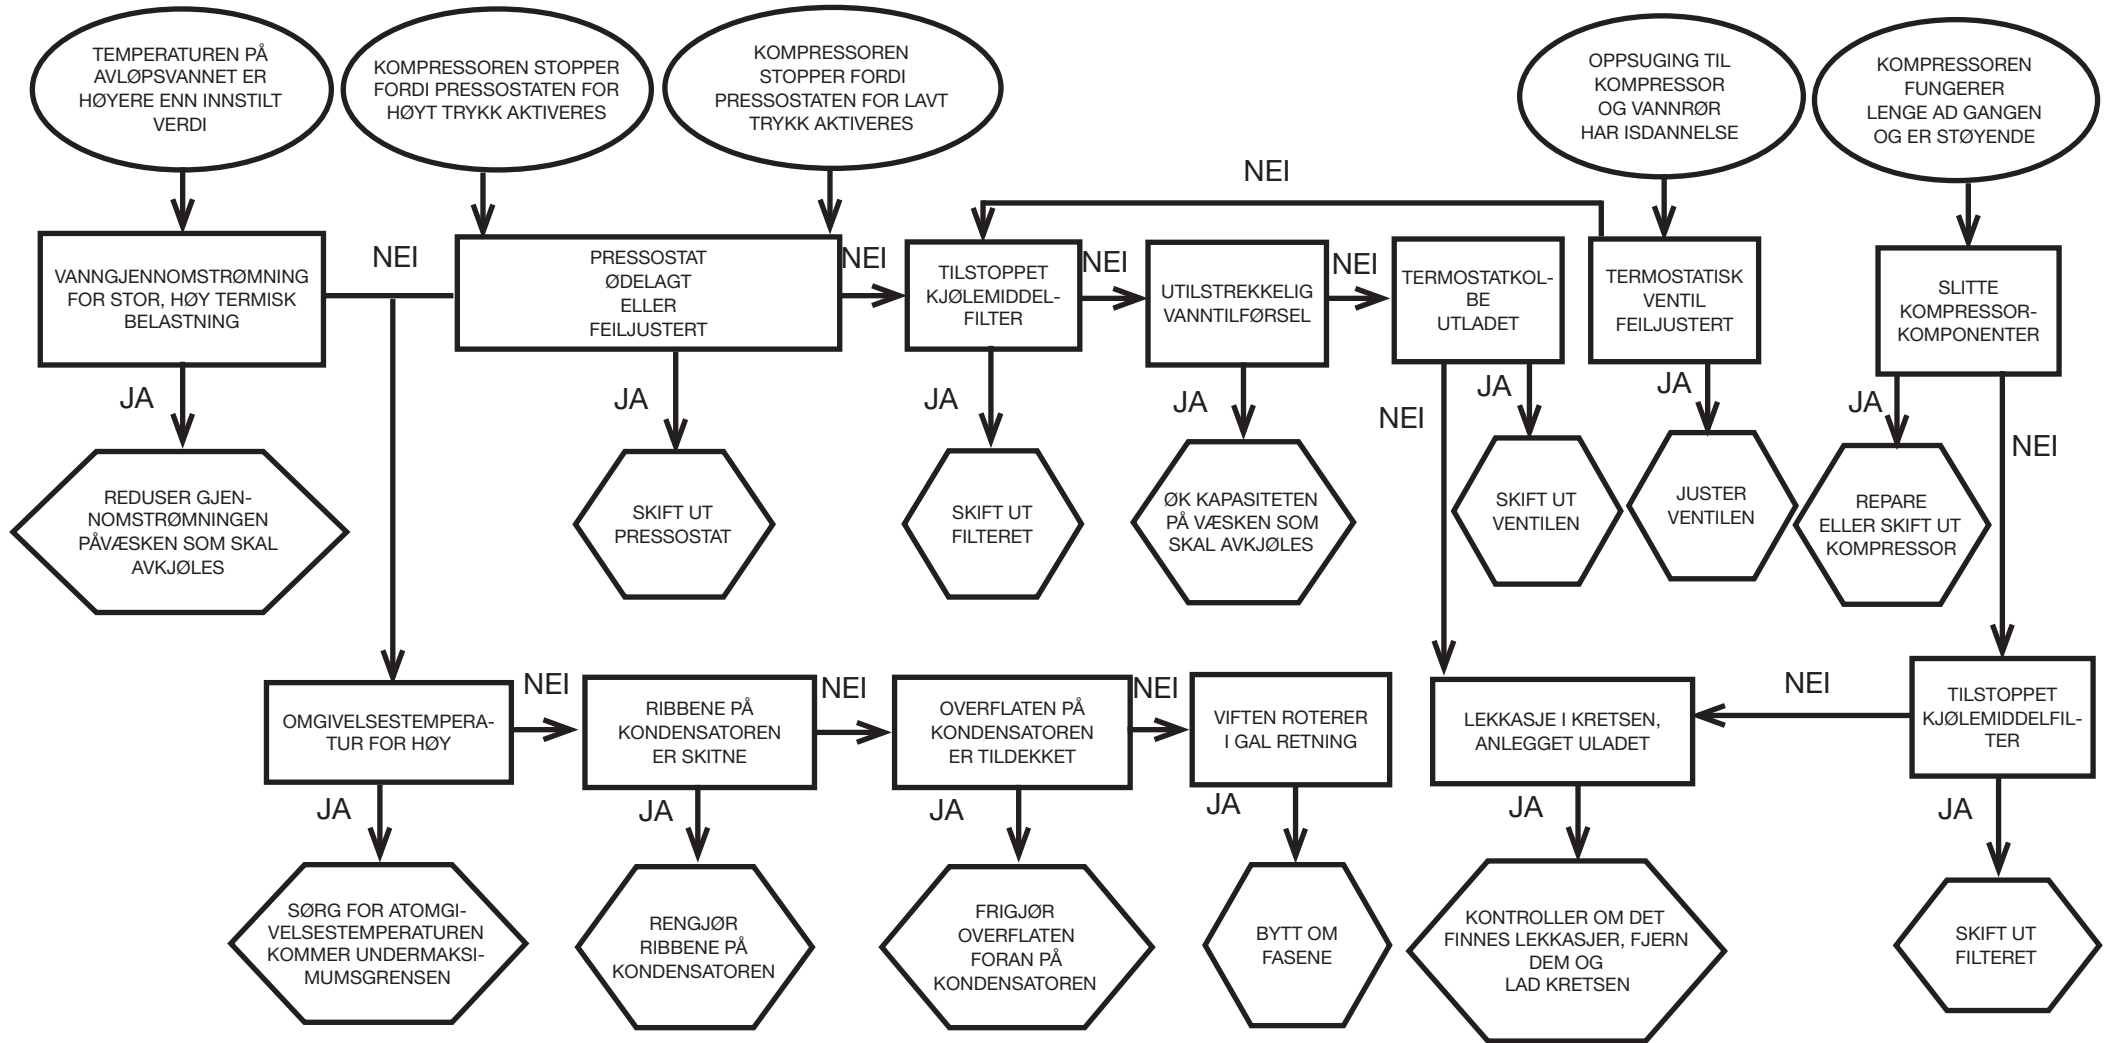 TEMPERATUREN PÅ
AVLØPSVANNET ER
HØYERE ENN INNSTILT
VERDI
KOMPRESSOREN STOPPER
FORDI PRESSOSTATEN FOR
HØYT TRYKK AKTIVERES
KOMPRESSOREN
STOPPER FORDI
PRESSOSTATEN FOR LAVT
TRYKK AKTIVERES
OPPSUGING TIL
KOMPRESSOR
OG VANNRØR
HAR ISDANNELSE
KOMPRESSOREN
FUNGERER
LENGE AD GANGEN
OG ER STØYENDE
NEI
VANNGJENNOMSTRØMNING
FOR STOR, HØY TERMISK
BELASTNING
NEI
PRESSOSTAT
ØDELAGT
ELLER
FEILJUSTERT
NEI
TILSTOPPET
KJØLEMIDDEL-
FILTER
NEI
UTILSTREKKELIG
VANNTILFØRSEL
NEI
TERMOSTATKOL-
BE
UTLADET
TERMOSTATISK
VENTIL
FEILJUSTERT
SLITTE
KOMPRESSOR-
KOMPONENTER
JA
JA
JA
JA
NEI
JA
JA
JA
NEI
REDUSER GJEN-
NOMSTRØMNINGEN
PÅVÆSKEN SOM SKAL
AVKJØLES
SKIFT UT
PRESSOSTAT
SKIFT UT
FILTERET
ØK KAPASITETEN
PÅ VÆSKEN SOM
SKAL AVKJØLES
SKIFT UT
VENTILEN
JUSTER
VENTILEN
REPARE
ELLER SKIFT UT
KOMPRESSOR
OMGIVELSESTEMPERA-
TUR FOR HØY
NEI
RIBBENE PÅ
KONDENSATOREN
ER SKITNE
NEI
OVERFLATEN PÅ
KONDENSATOREN
ER TILDEKKET
NEI
VIFTEN ROTERER
I GAL RETNING
LEKKASJE I KRETSEN,
ANLEGGET ULADET
NEI
TILSTOPPET
KJØLEMIDDELFIL-
TER
JA
JA
JA
JA
JA
JA
SØRG FOR ATOMGI-
VELSESTEMPERATUREN
KOMMER UNDERMAKSI-
MUMSGRENSEN
RENGJØR
RIBBENE PÅ
KONDENSATOREN
FRIGJØR
OVERFLATEN
FORAN PÅ
KONDENSATOREN
BYTT OM
FASENE
KONTROLLER OM DET
FINNES LEKKASJER, FJERN
DEM OG
LAD KRETSEN
SKIFT UT
FILTERET